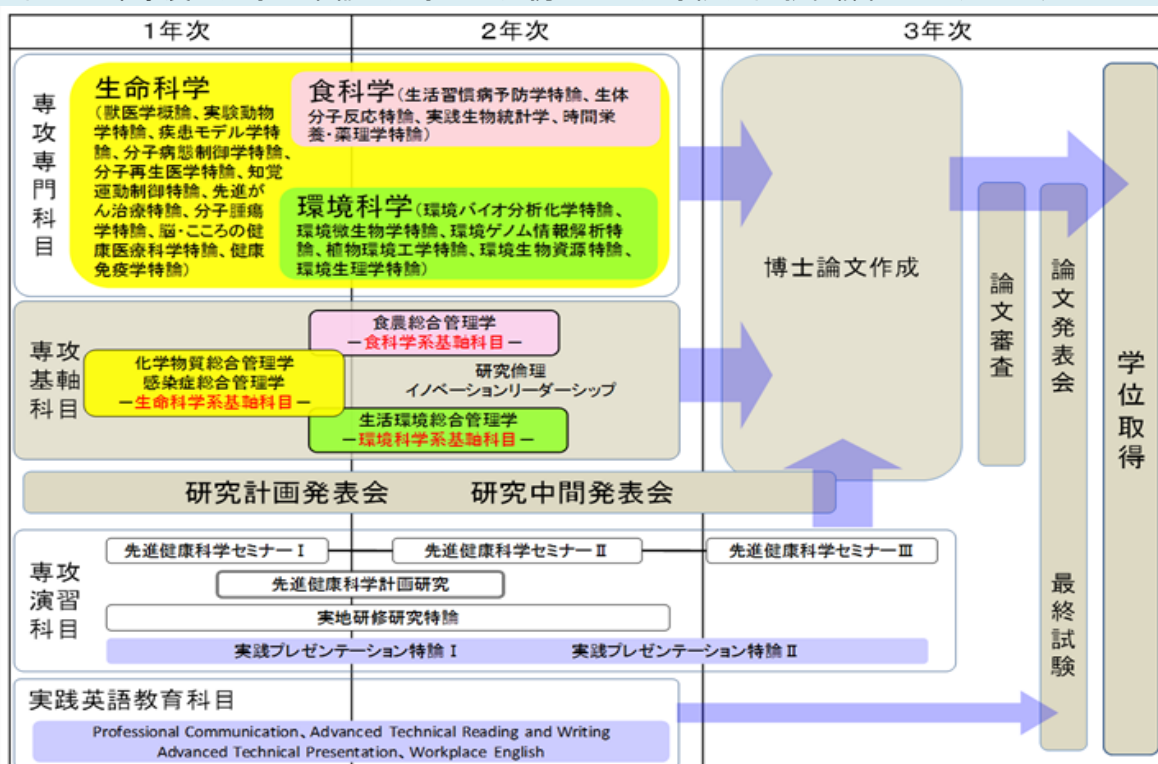 1年次
2年次
3年次
専攻専門科目
生命科学
(獣医学概論、実験動物
学特論、疾患モデル学特
論、分子病態制御学特論、
分子再生医学特論、知覚
運動制御特論、先進が
ん治療特論、分子腫瘍
学特論、脳・こころの健
康医療科学特論、健康
免疫学特論)
食科学(生活習慣病予防学特論、生体
分子反応特論、実践生物統計学、時間栄
養・薬理学特論)
環境科学(環境バイオ分析化学特論、
環境微生物学特論、環境ゲノム情報解析特
論、植物環境工学特論、環境生物資源特論、
環境生理学特論)
専攻
基軸
科目
食農総合管理学
ー食科学系基軸科目ー
化学物質総合管理学
感染症総合管理学
ー生命科学系基軸科目ー
研究倫理
イノベーションリーダーシップ
生活環境総合管理学
ー環境科学系基軸科目ー
研究計画発表会
研究中間発表会
専攻
演習
科目
先進健康科学セミナーⅠ
先進健康科学セミナーⅡ
先進健康科学セミナーⅢ
先進健康科学計画研究
実地研修研究特論
実践プレゼンテーション特論Ⅰ
実践プレゼンテーション特論Ⅱ
実践英語教育科目
Professional Communication、Advanced Technical Reading and Writing
Advanced Technical Presentation、Workplace English
博士論文作成
論文審査
論文発表会
最終試験
学位取得